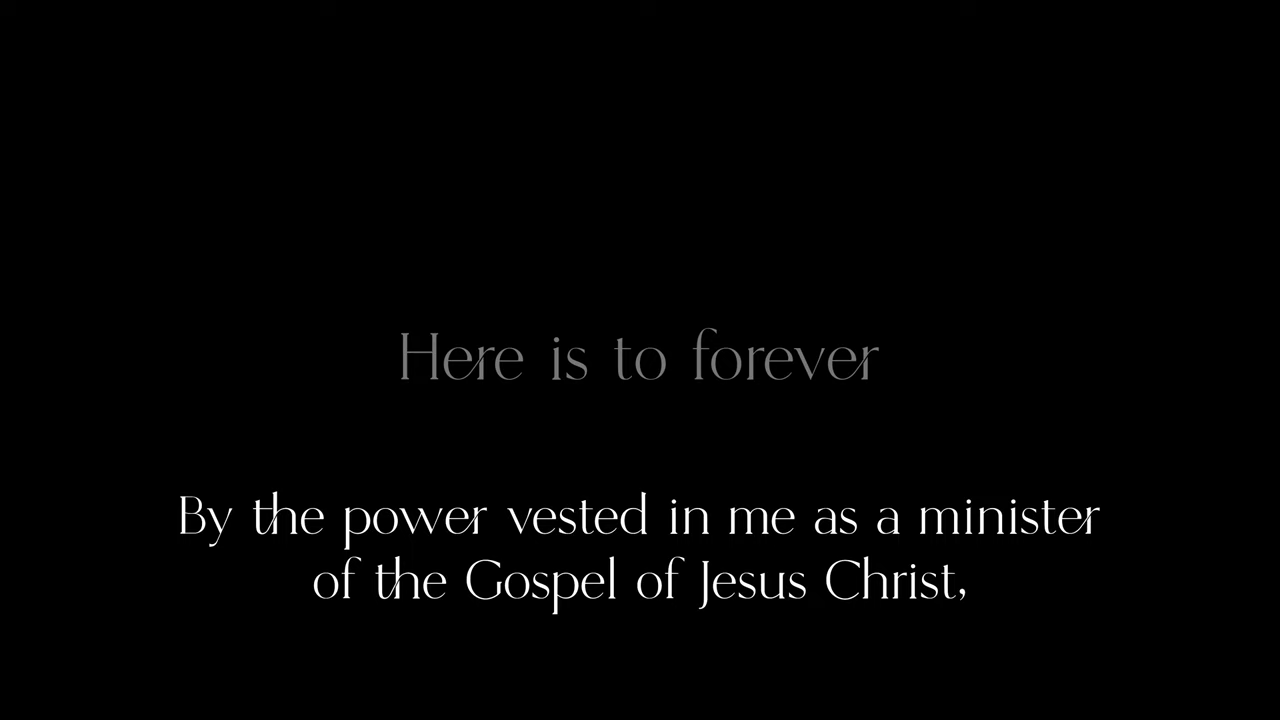 Here is to forever
By the power vested in me as a minister
of the Gospel of Jesus Christ,